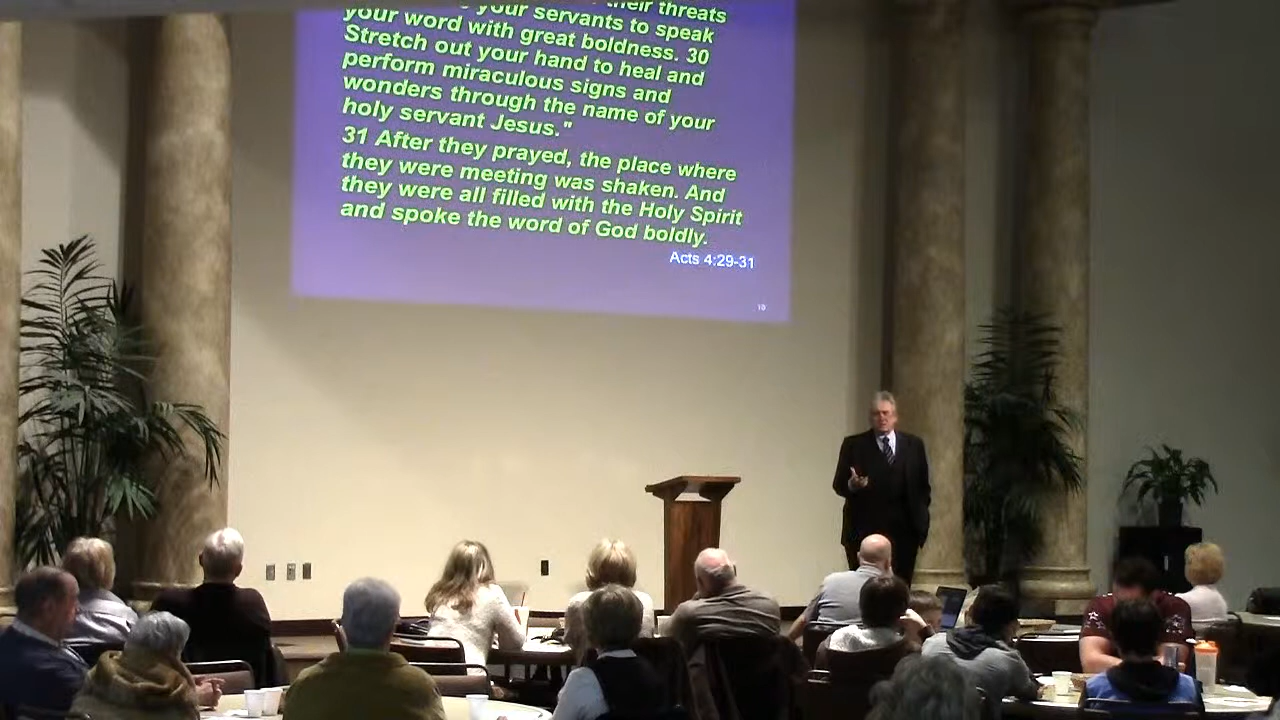 their threats
your servants to speak
your word with great boldness. 30
Stretch out your hand to heal and
perform miraculous signs and
wonders through the name of your
holy servant Jesus."
31 After they prayed, the place where
they were meeting was shaken. And
they were all filled with the Holy Spirit
and spoke the word of God boldly.
Acts 4:29-31
10